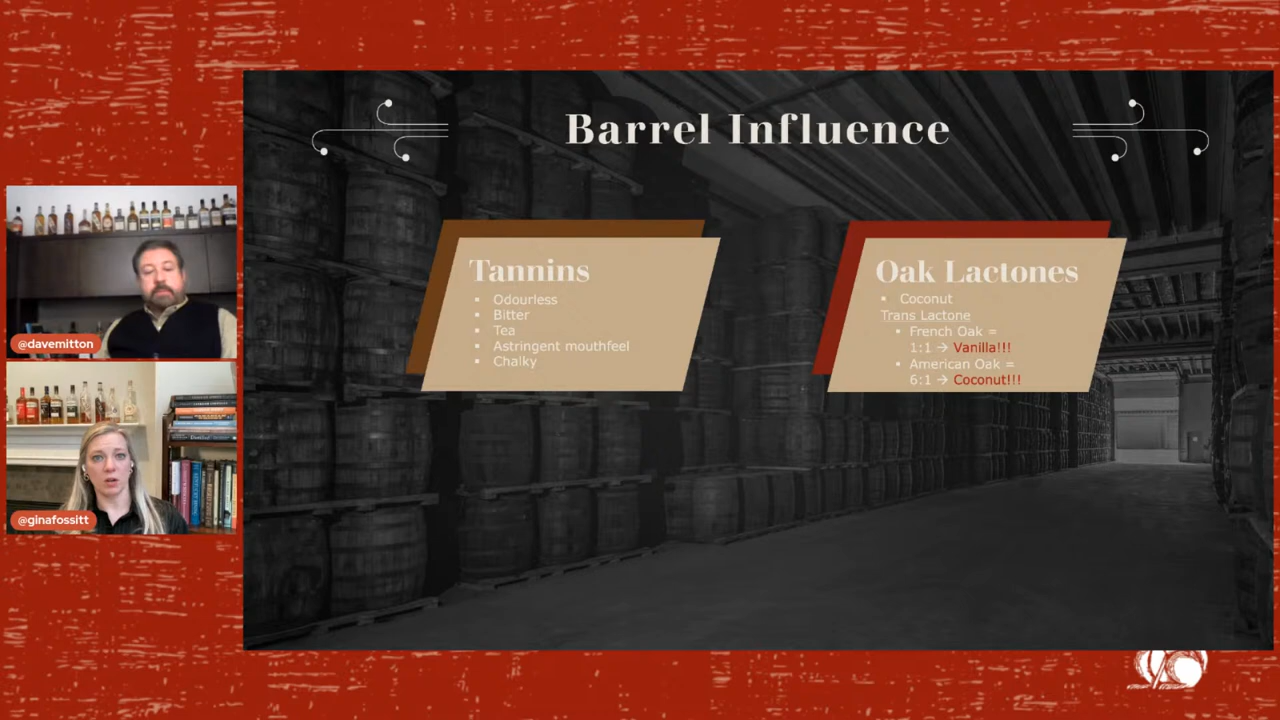 Barrel Influence
Tannins
▪ Odourless
▪ Bitter
▪ Tea
▪ Astringent mouthfeel
▪ Chalky
Oak Lactones
▪ Coconut
Trans Lactone
▪ French Oak =
1:1 → Vanilla!!!
▪ American Oak =
6:1 → Coconut!!!
@davemitton
@ginafossitt